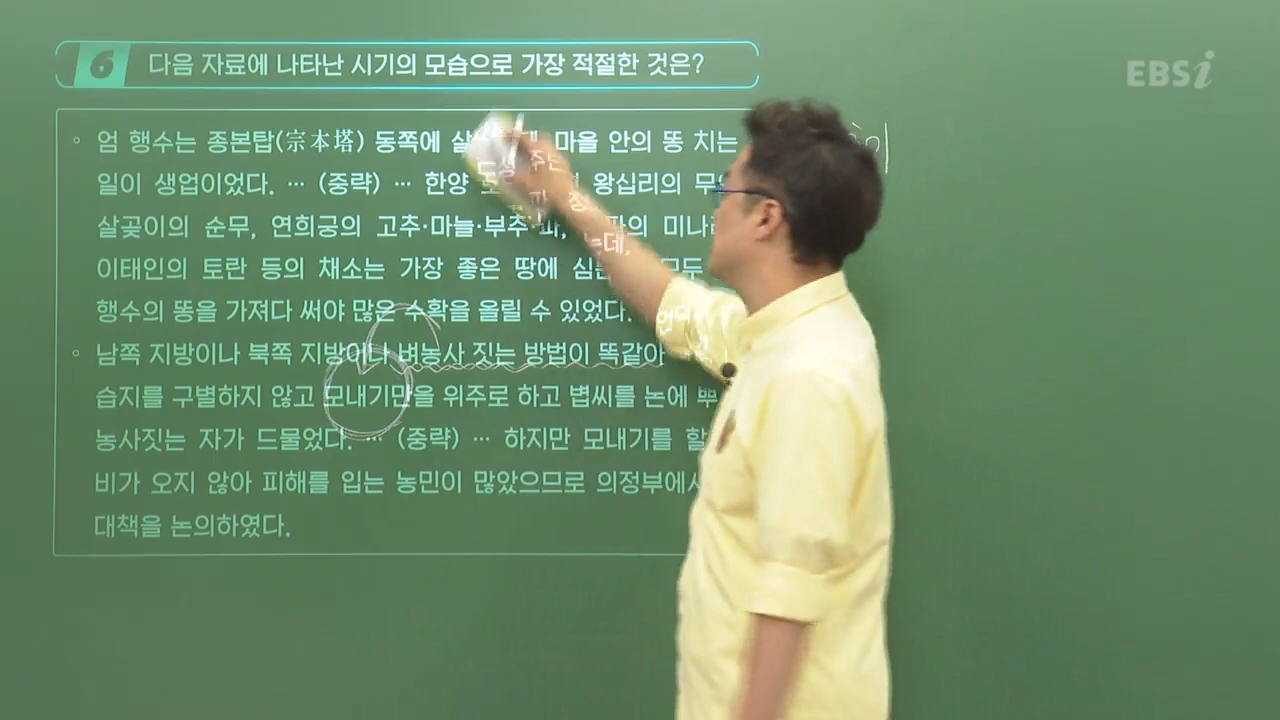 6 다음 자료에 나타난 시기의 모습으로 가장 적절한 것은?
EBSi
◦ 엄 행수는 종본탑(宗本塔) 동쪽에 마을 안의 똥 치는
일이 생업이었다. … (중략) … 한양 왕십리의
살곶이의 순무, 연희궁의 고추·마늘·부추·파,
이태인의 토란 등의 채소는 가장 좋은 땅에 모두
행수의 똥을 가져다 써야 많은 수확을 올릴 수 있었다.
◦ 남쪽 지방이나 북쪽 지방이나 벼농사 짓는 방법이 똑같아
습지를 구별하지 않고 모내기만을 위주로 하고 볍씨를 논에
농사짓는 자가 드물었다. … (중략) … 하지만 모내기를
비가 오지 않아 피해를 입는 농민이 많았으므로 의정부에서
대책을 논의하였다.